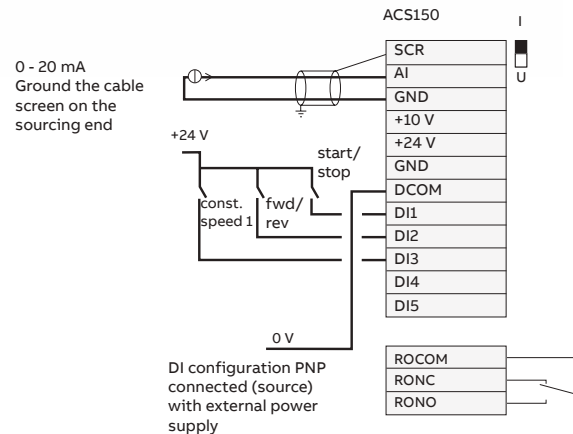 ACS150
I
SCR
AI
U
GND
+10 V
+24 V
GND
DCOM
DI1
DI2
DI3
DI4
DI5
0 - 20 mA
Ground the cable
screen on the
sourcing end
+24 V
start/
stop
const.
speed 1
fwd/
rev
0 V
DI configuration PNP
connected (source)
with external power
supply
ROCOM
RONC
RONO